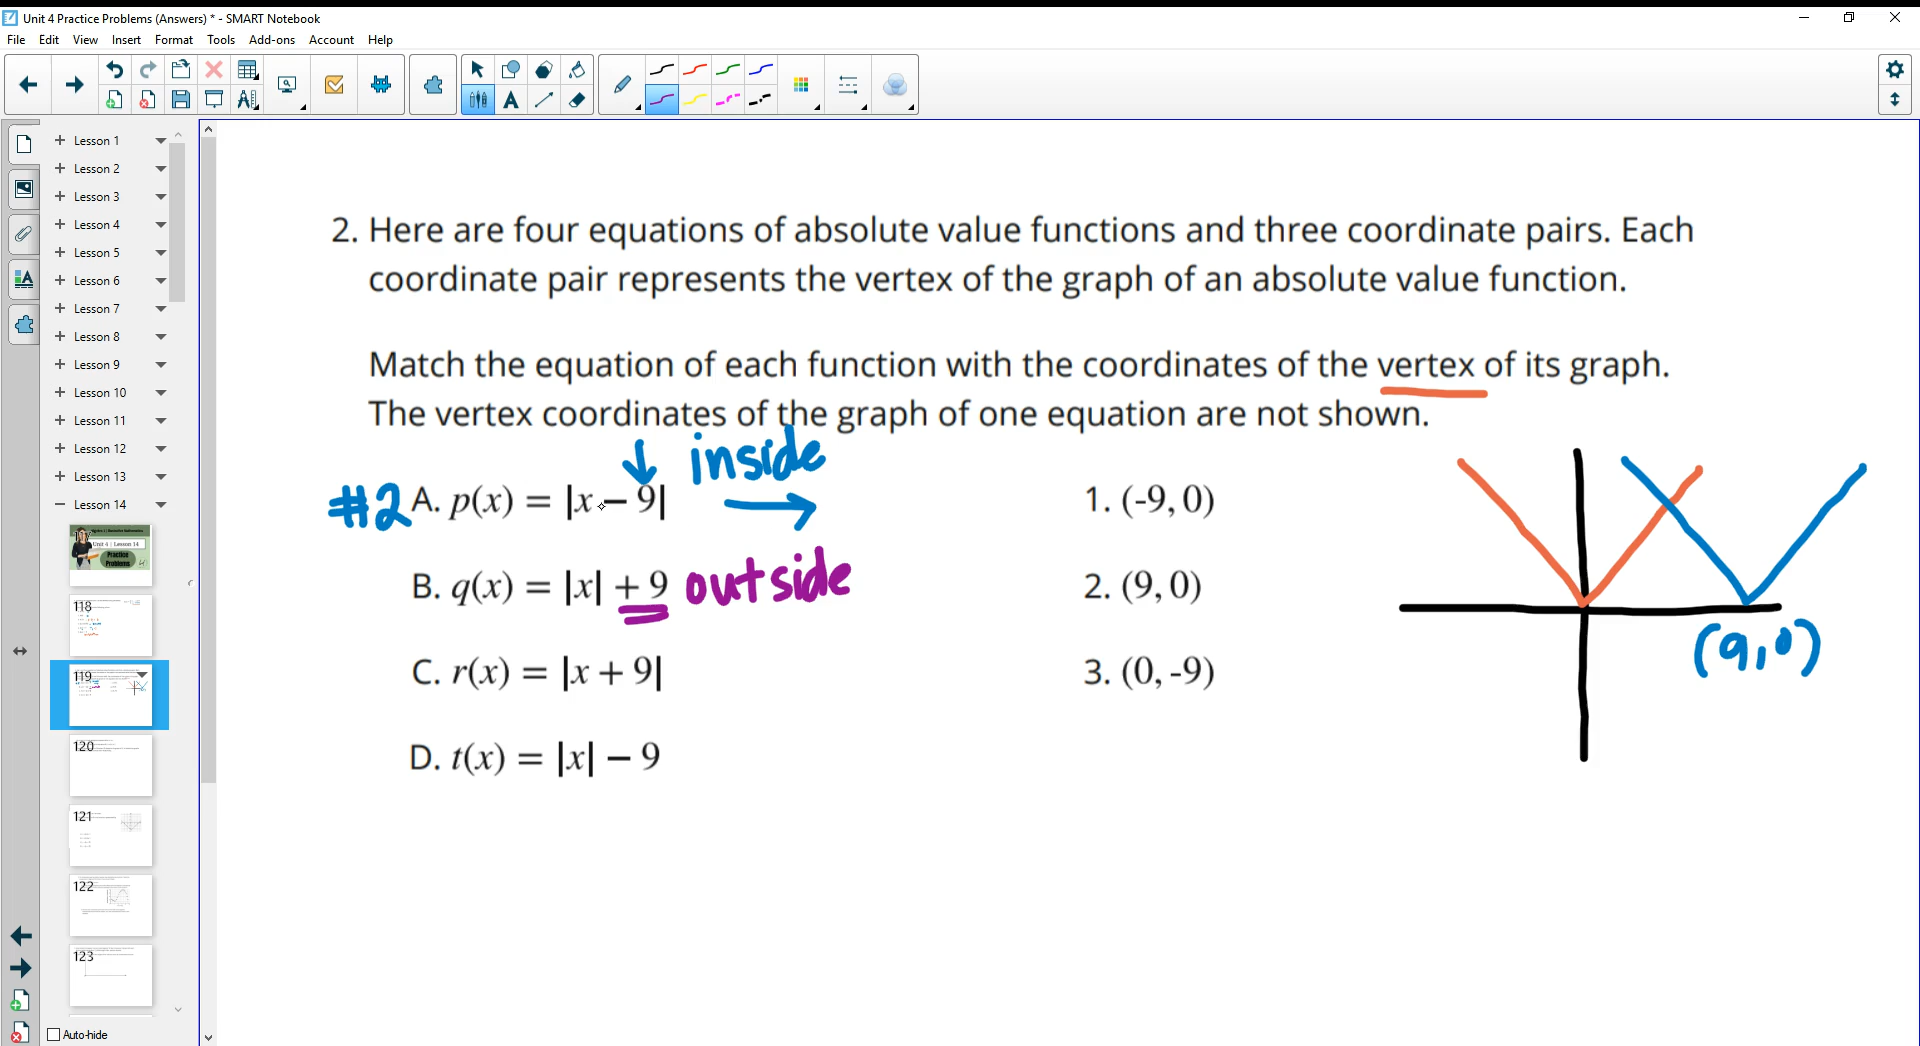 Unit 4 Practice Problems (Answers) * - SMART Notebook
File Edit View Insert Format Tools Add-ons Account Help
Lesson 1
Lesson 2
Lesson 3
Lesson 4
Lesson 5
Lesson 6
Lesson 7
Lesson 8
Lesson 9
Lesson 10
Lesson 11
Lesson 12
Lesson 13
Lesson 14
Unit 4 | Lesson 14
Practice
Problems
118
119
120
121
122
123
Auto-hide
2. Here are four equations of absolute value functions and three coordinate pairs. Each
coordinate pair represents the vertex of the graph of an absolute value function.
Match the equation of each function with the coordinates of the vertex of its graph.
The vertex coordinates of the graph of one equation are not shown.
inside
#2 A. p(x) = |x − 9|
1. (-9, 0)
B. q(x) = |x| + 9 outside
2. (9, 0)
C. r(x) = |x + 9|
3. (0, -9)
D. t(x) = |x| − 9
(9,0)